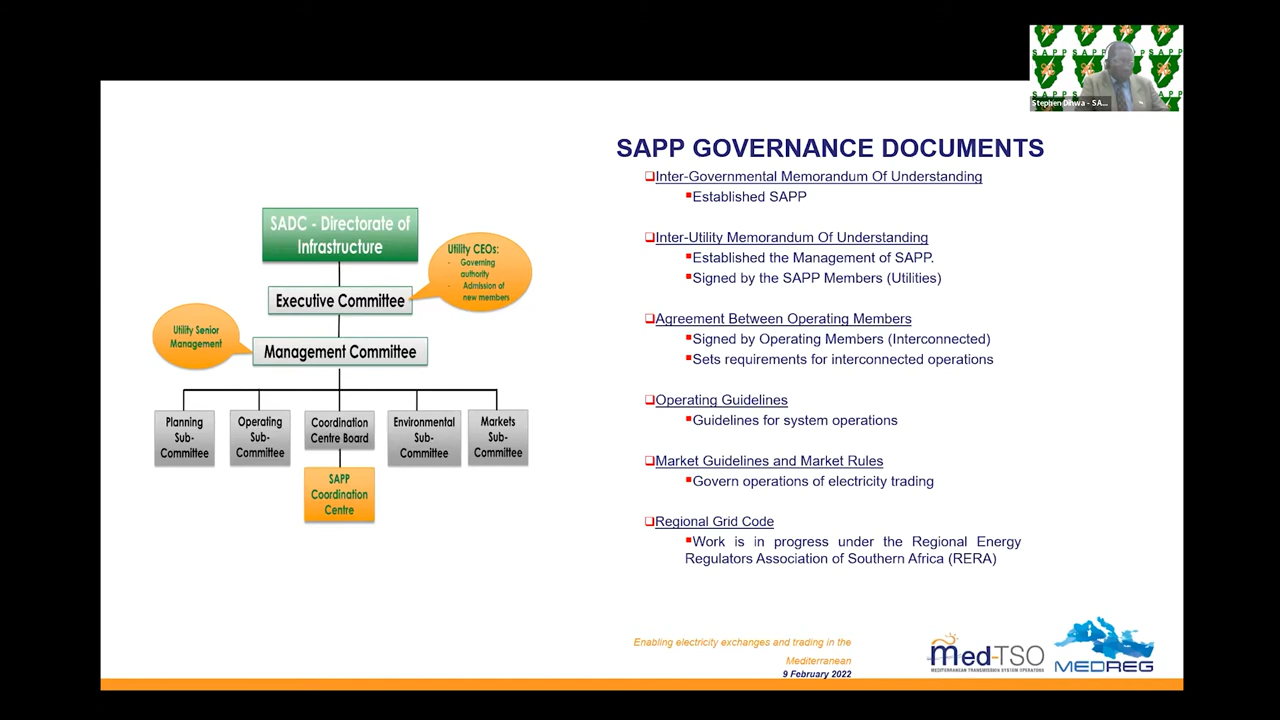 S A P P
Stephen Dihwa - SA...
SAPP GOVERNANCE DOCUMENTS
Inter-Governmental Memorandum Of Understanding
Established SAPP
Inter-Utility Memorandum Of Understanding
Established the Management of SAPP.
Signed by the SAPP Members (Utilities)
Agreement Between Operating Members
Signed by Operating Members (Interconnected)
Sets requirements for interconnected operations
Operating Guidelines
Guidelines for system operations
Market Guidelines and Market Rules
Govern operations of electricity trading
Regional Grid Code
Work is in progress under the Regional Energy
Regulators Association of Southern Africa (RERA)
SADC - Directorate of
Infrastructure
Utility CEOs:
- Governing
authority
- Admission of
new members
Executive Committee
Utility Senior
Management
Management Committee
Planning
Sub-
Committee
Operating
Sub-
Committee
Coordination
Centre Board
Environmental
Sub-
Committee
Markets
Sub-
Committee
SAPP
Coordination
Centre
Enabling electricity exchanges and trading in the
Mediterranean
9 February 2022
Med-TSO
MEDITERRANEAN TRANSMISSION SYSTEM OPERATORS
MEDREG